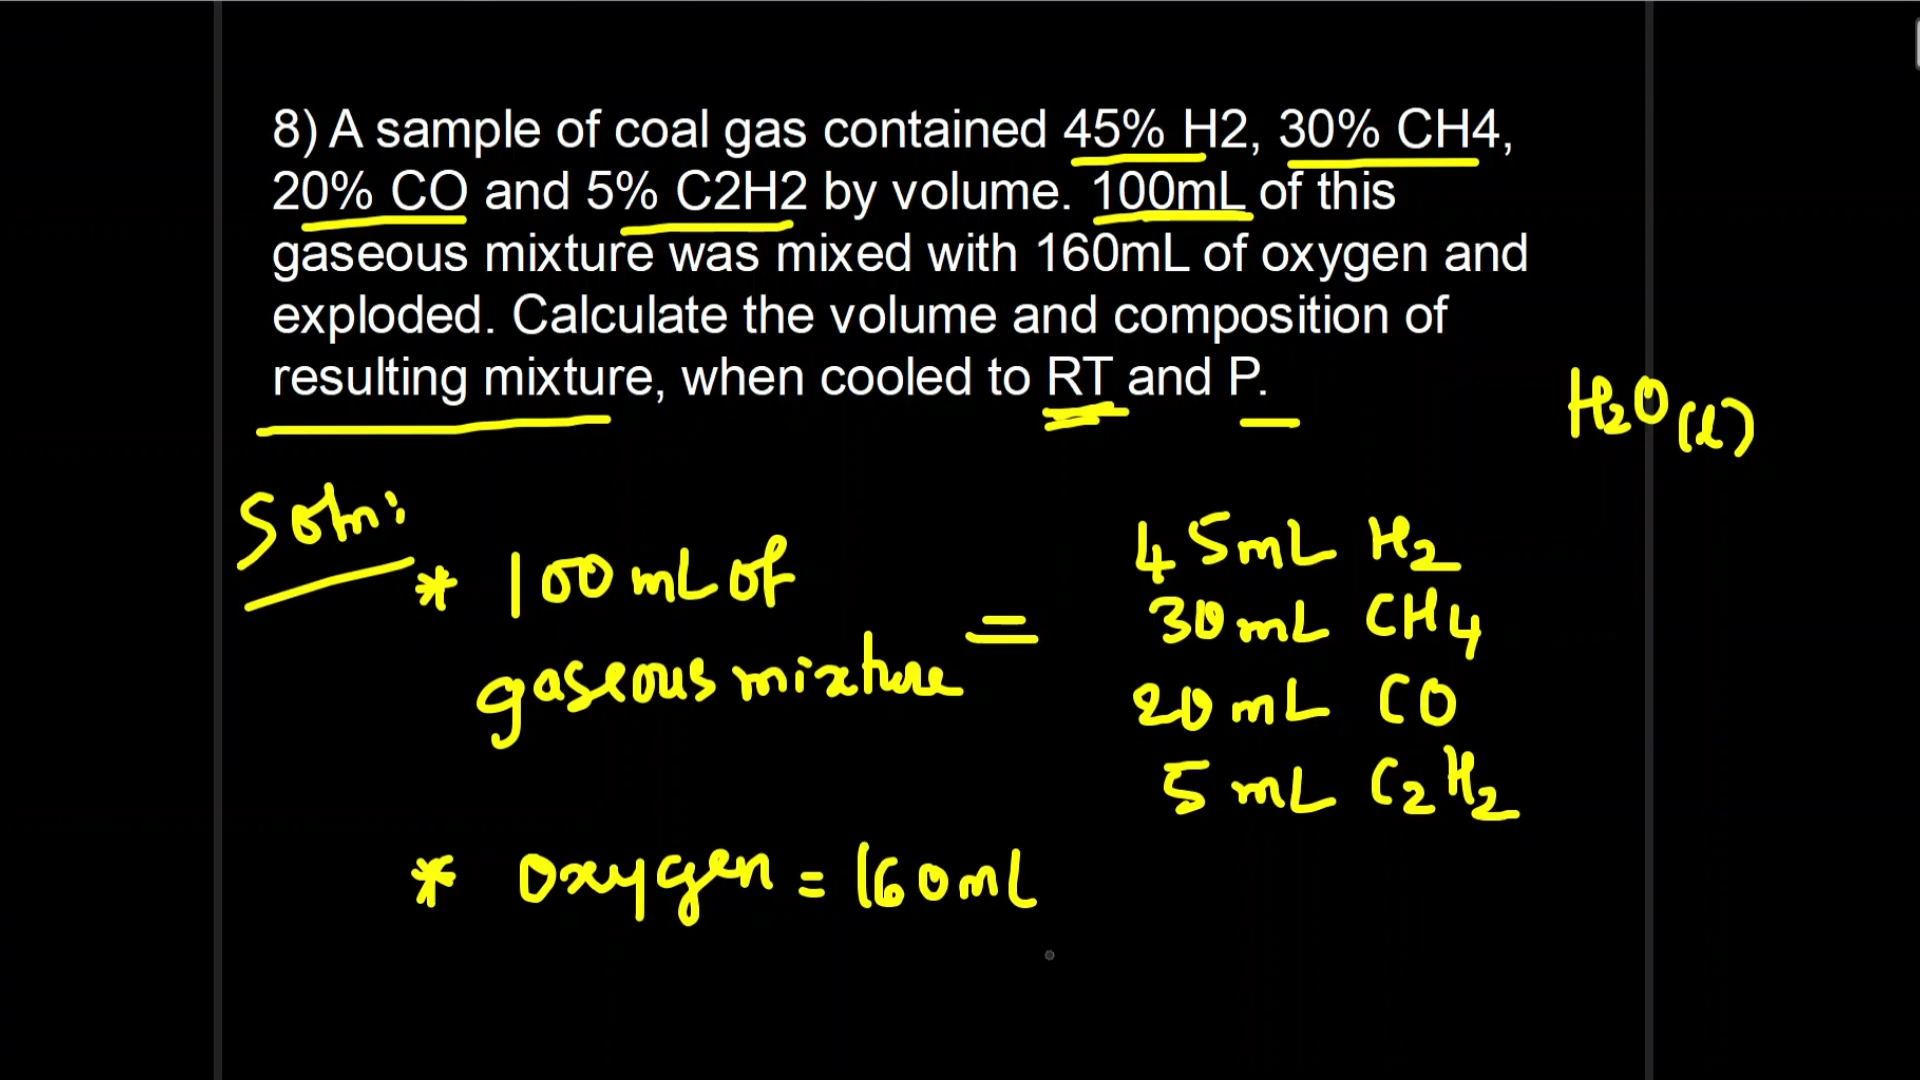 8) A sample of coal gas contained 45% H2, 30% CH4,
20% CO and 5% C2H2 by volume. 100mL of this
gaseous mixture was mixed with 160mL of oxygen and
exploded. Calculate the volume and composition of
resulting mixture, when cooled to RT and P.
H2O(l)
Soln:
* 100 mL of
gaseous mixture =
45mL H2
30mL CH4
20mL CO
5mL C2H2
* Oxygen = 160mL